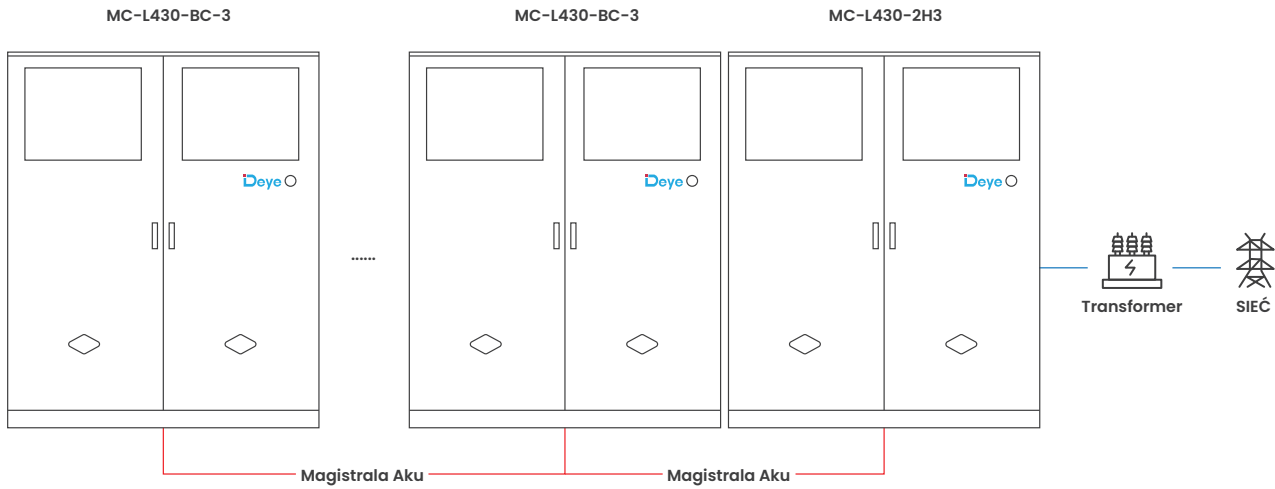 MC-L430-BC-3
MC-L430-BC-3
MC-L430-2H3
Deye
Deye
Deye
......
Transformer
SIEĆ
Magistrala Aku
Magistrala Aku